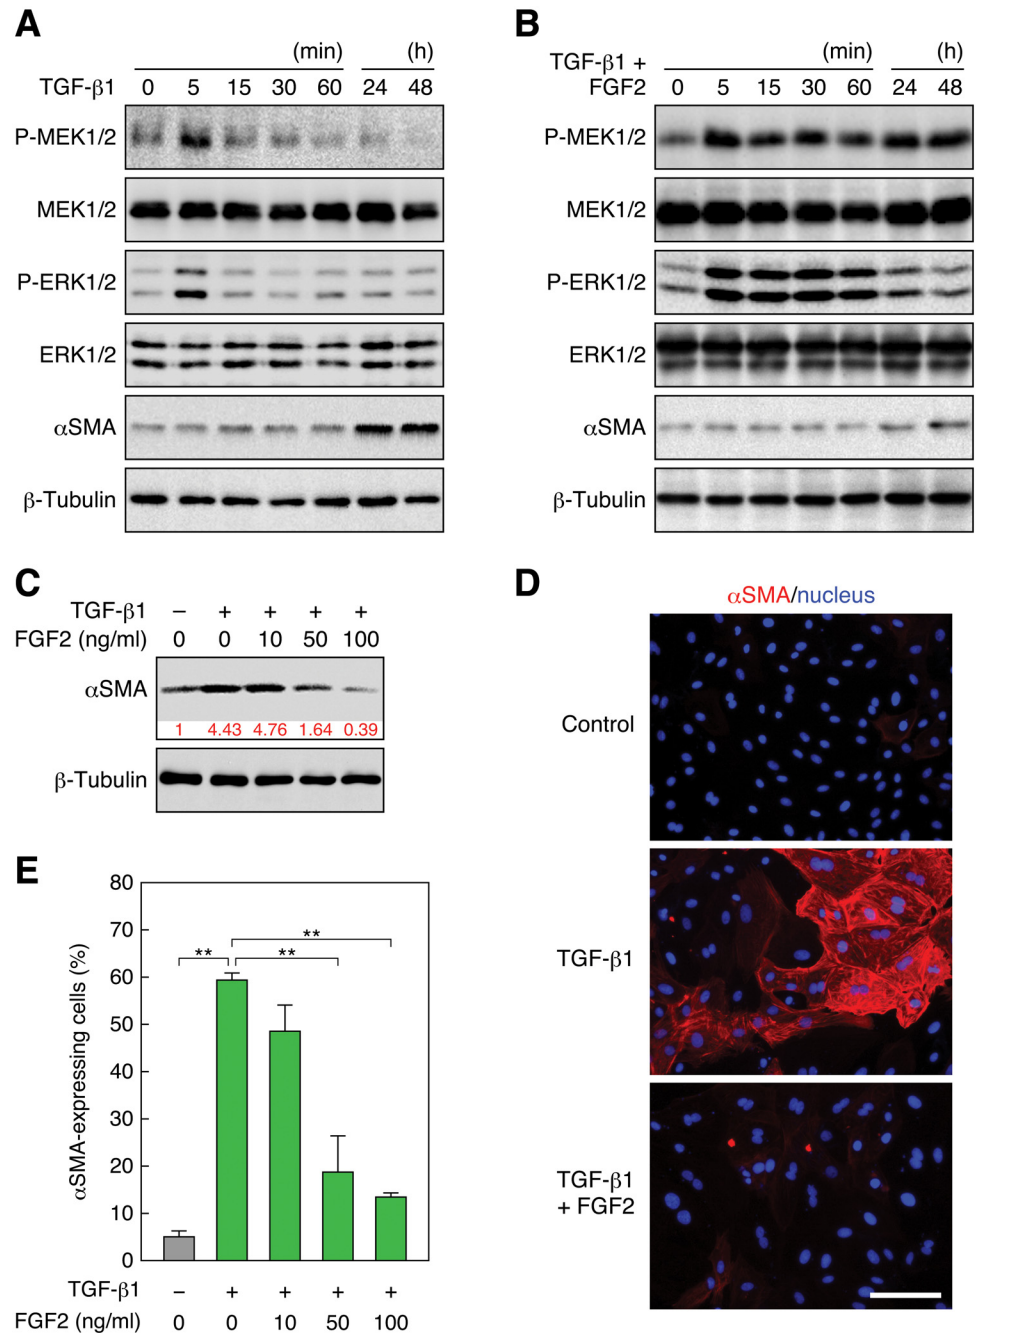 A
(min) (h)
TGF-β1 0 5 15 30 60 24 48
P-MEK1/2
MEK1/2
P-ERK1/2
ERK1/2
αSMA
β-Tubulin
B
(min) (h)
TGF-β1 +
FGF2 0 5 15 30 60 24 48
P-MEK1/2
MEK1/2
P-ERK1/2
ERK1/2
αSMA
β-Tubulin
C
TGF-β1 – + + + +
FGF2 (ng/ml) 0 0 10 50 100
αSMA
1 4.43 4.76 1.64 0.39
β-Tubulin
D
αSMA/nucleus
Control
TGF-β1
TGF-β1
+ FGF2
E
αSMA-expressing cells (%)
80
70
60
50
40
30
20
10
0
**
** **
TGF-β1 – + + + +
FGF2 (ng/ml) 0 0 10 50 100